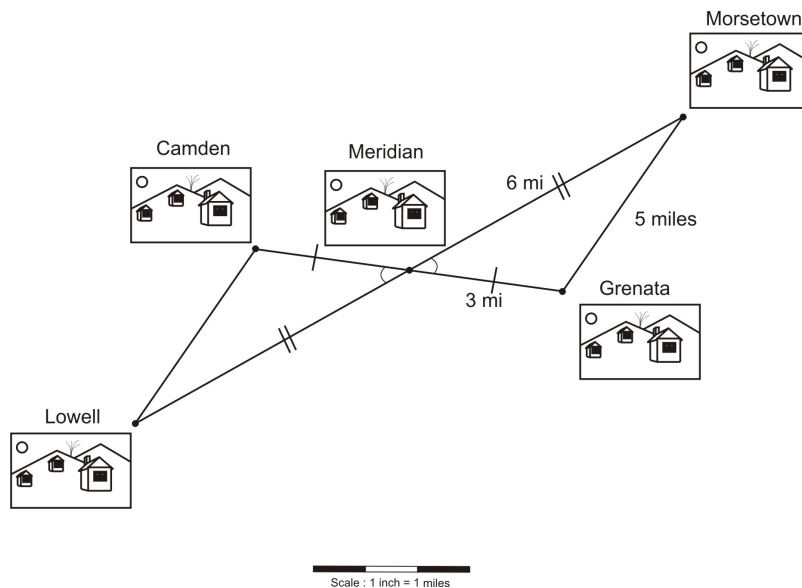 Morsetown
Camden
Meridian
6 mi
5 miles
3 mi
Grenata
Lowell
Scale : 1 inch = 1 miles